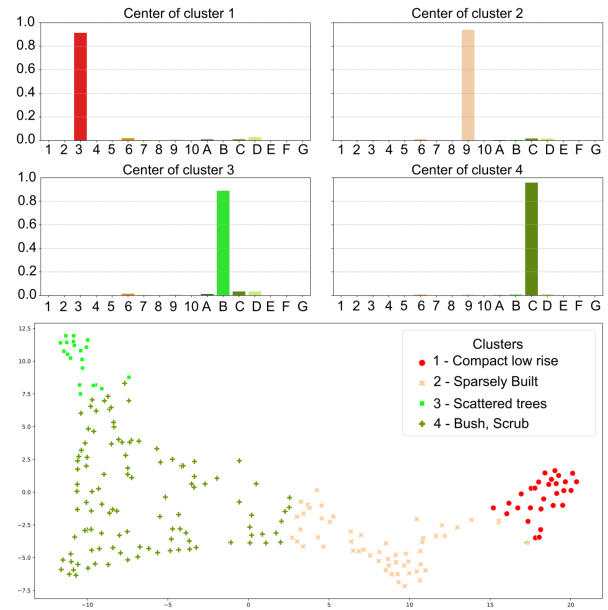 Center of cluster 1
Center of cluster 2
1.0
0.8
0.6
0.4
0.2
0.0
1 2 3 4 5 6 7 8 9 10 A B C D E F G
1 2 3 4 5 6 7 8 9 10 A B C D E F G
Center of cluster 3
Center of cluster 4
1.0
0.8
0.6
0.4
0.2
0.0
1 2 3 4 5 6 7 8 9 10 A B C D E F G
1 2 3 4 5 6 7 8 9 10 A B C D E F G
12.5
10.0
7.5
5.0
2.5
0.0
−2.5
−5.0
−7.5
Clusters
1 - Compact low rise
2 - Sparsely Built
3 - Scattered trees
4 - Bush, Scrub
−10 −5 0 5 10 15 20